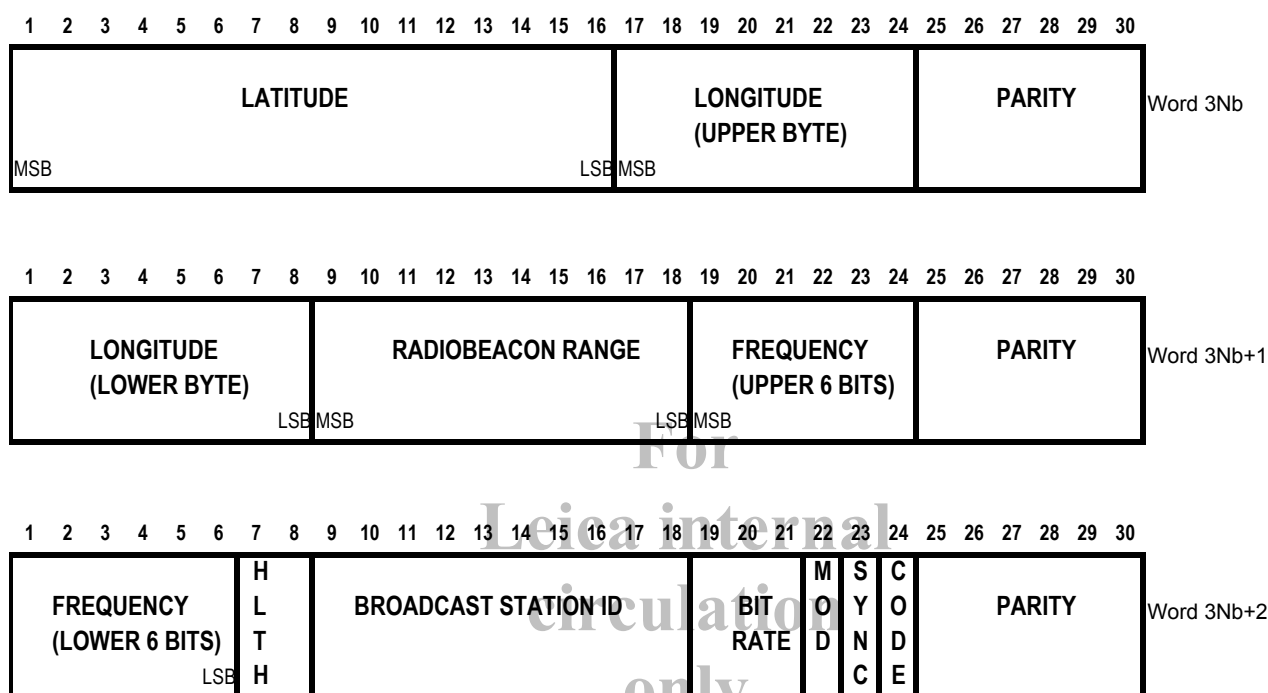 1 2 3 4 5 6 7 8 9 10 11 12 13 14 15 16 17 18 19 20 21 22 23 24 25 26 27 28 29 30
LATITUDE LONGITUDE PARITY Word 3Nb
(UPPER BYTE)
MSB LSB MSB
1 2 3 4 5 6 7 8 9 10 11 12 13 14 15 16 17 18 19 20 21 22 23 24 25 26 27 28 29 30
LONGITUDE RADIOBEACON RANGE FREQUENCY PARITY Word 3Nb+1
(LOWER BYTE) (UPPER 6 BITS)
LSB MSB LSB MSB
For
Leica internal
1 2 3 4 5 6 7 8 9 10 11 12 13 14 15 16 17 18 19 20 21 22 23 24 25 26 27 28 29 30
H M S C
FREQUENCY L BROADCAST STATION ID BIT O Y O PARITY Word 3Nb+2
circulation
(LOWER 6 BITS) T RATE D N D
LSB H C E
only